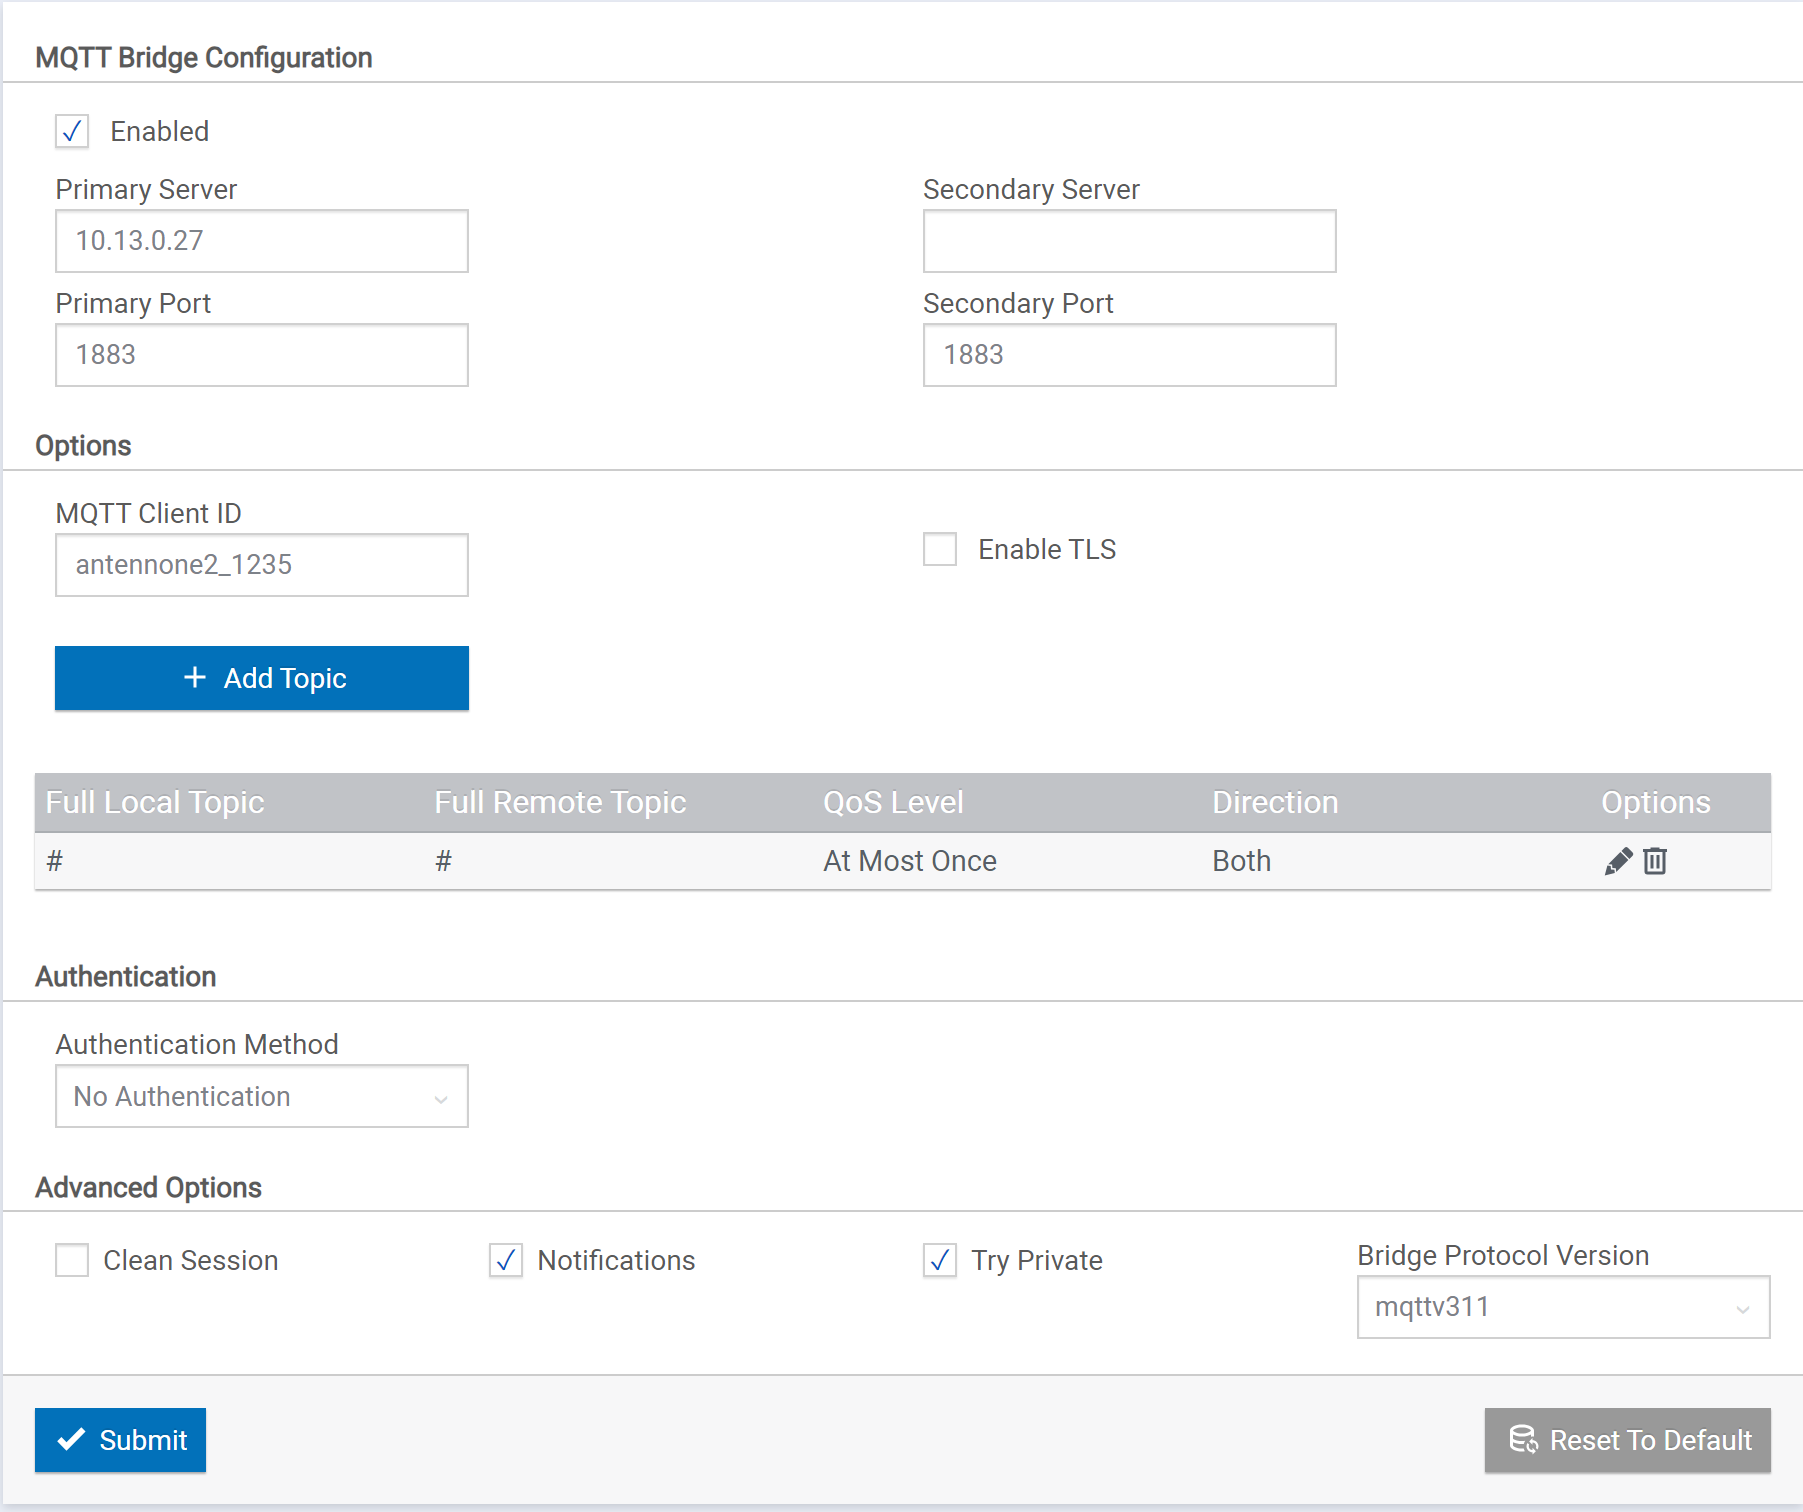 MQTT Bridge Configuration
Enabled
Primary Server
Secondary Server
10.13.0.27
Primary Port
Secondary Port
1883
1883
Options
MQTT Client ID
antennone2_1235
Enable TLS
+ Add Topic
Full Local Topic Full Remote Topic QoS Level Direction Options
# # At Most Once Both
Authentication
Authentication Method
No Authentication
Advanced Options
Clean Session
Notifications
Try Private
Bridge Protocol Version
mqttv311
Submit
Reset To Default